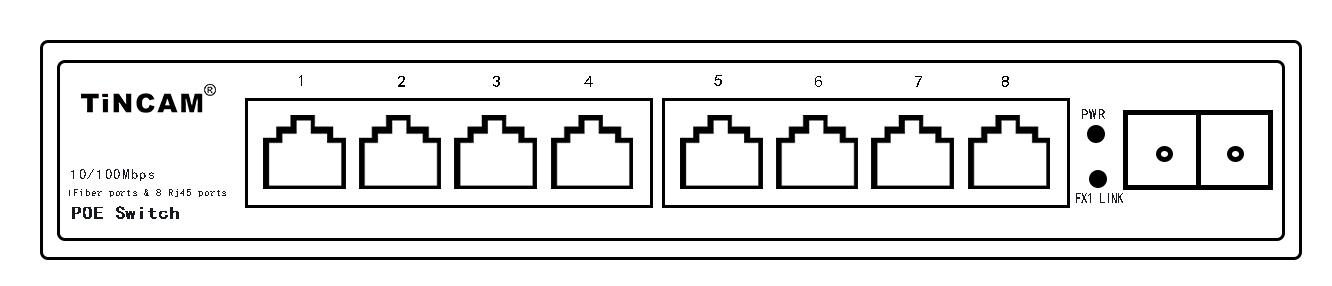 TiNCAM®
1 2 3 4 5 6 7 8
PWR
10/100Mbps
1Fiber ports & 8 Rj45 ports
FX1 LINK
POE Switch